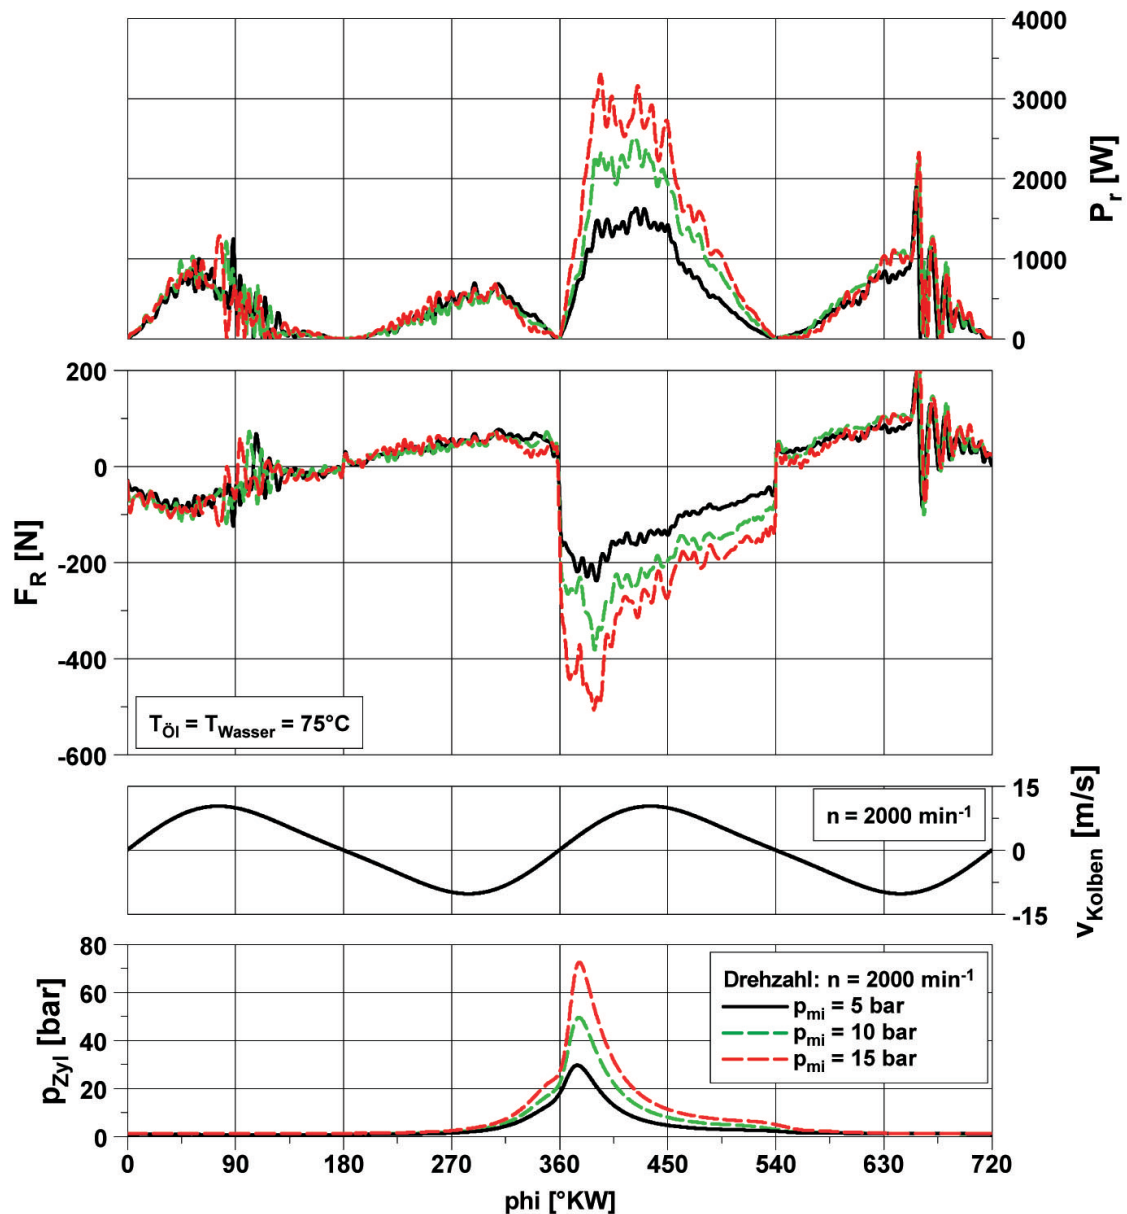 4000
3000
2000
1000
0
P_r [W]
200
0
-200
-400
-600
F_R [N]
T_Öl = T_Wasser = 75°C
15
0
-15
v_Kolben [m/s]
n = 2000 min⁻¹
80
60
40
20
0
p_Zyl [bar]
Drehzahl: n = 2000 min⁻¹
p_mi = 5 bar
p_mi = 10 bar
p_mi = 15 bar
0 90 180 270 360 450 540 630 720
phi [°KW]